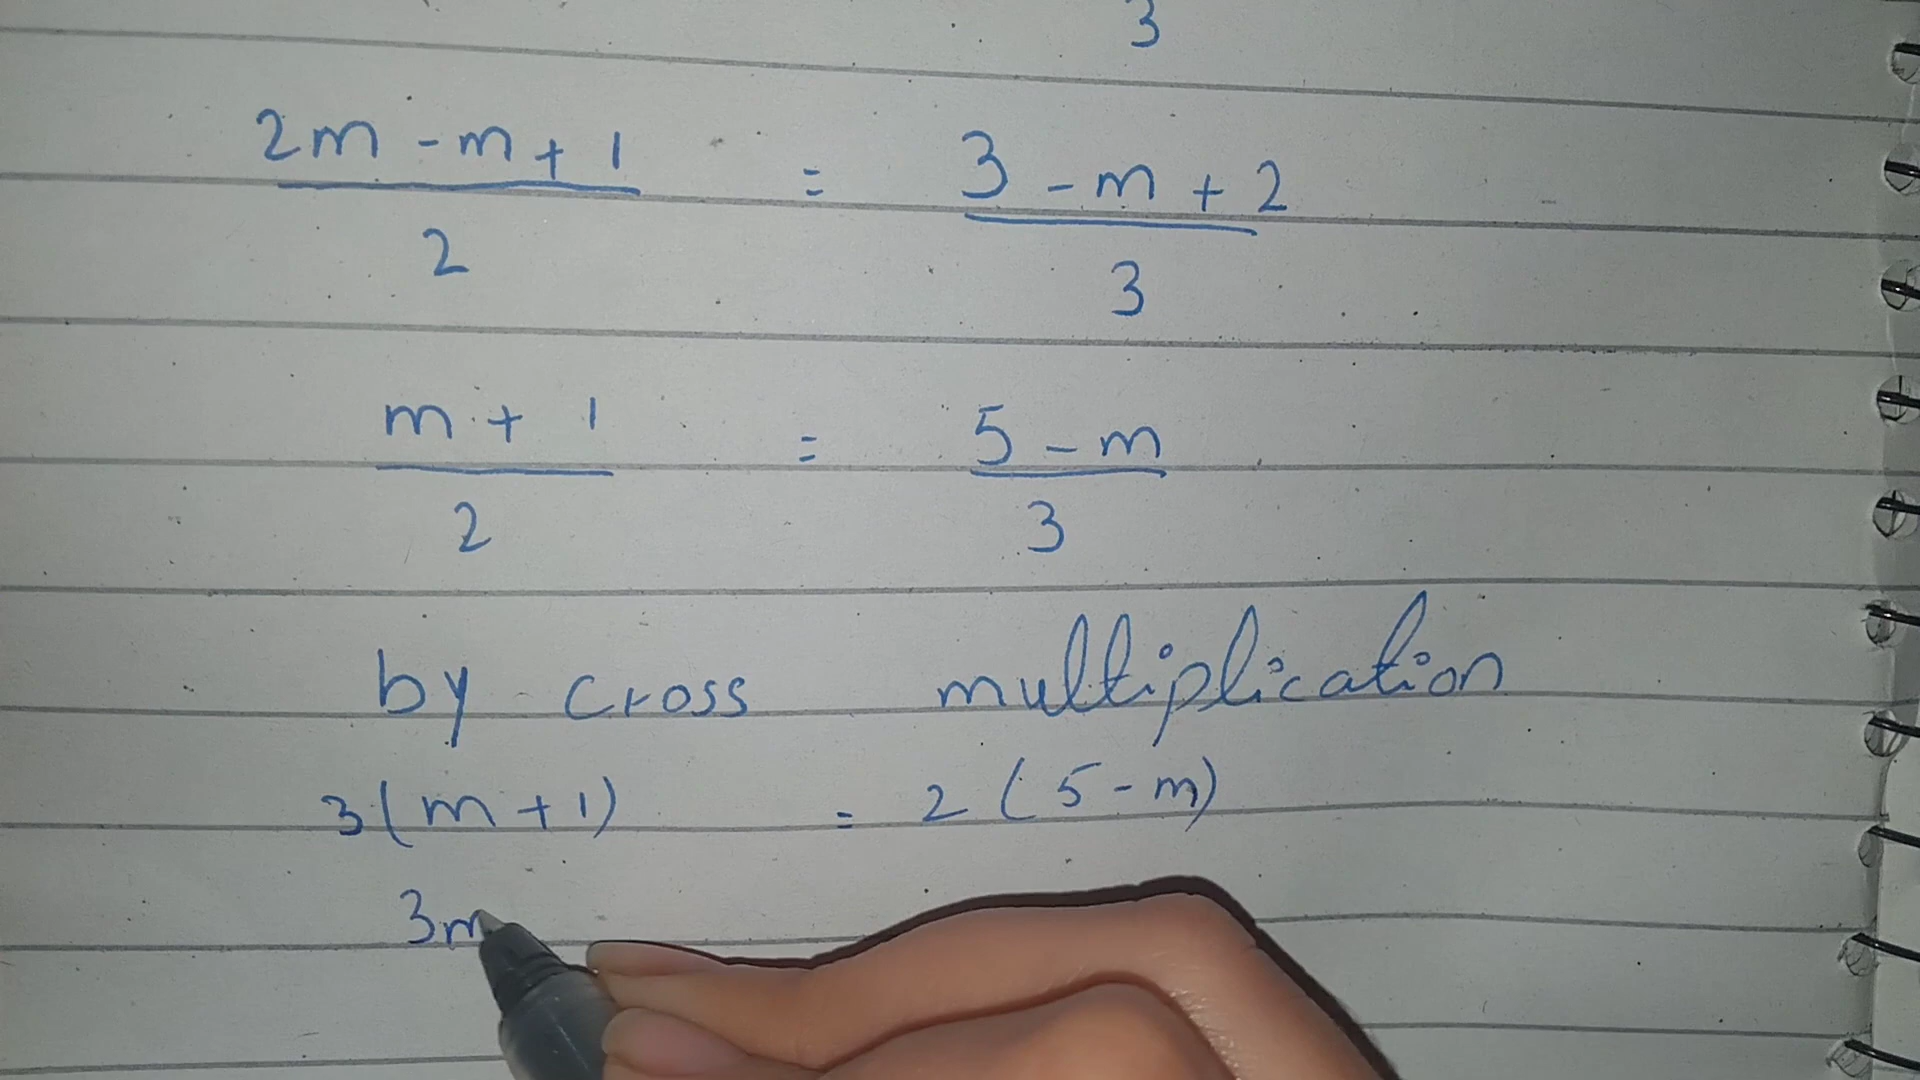 3
2m - m + 1 = 3 - m + 2
2 3
m + 1 = 5 - m
2 3
by cross multiplication
3(m + 1) = 2(5 - m)
3m